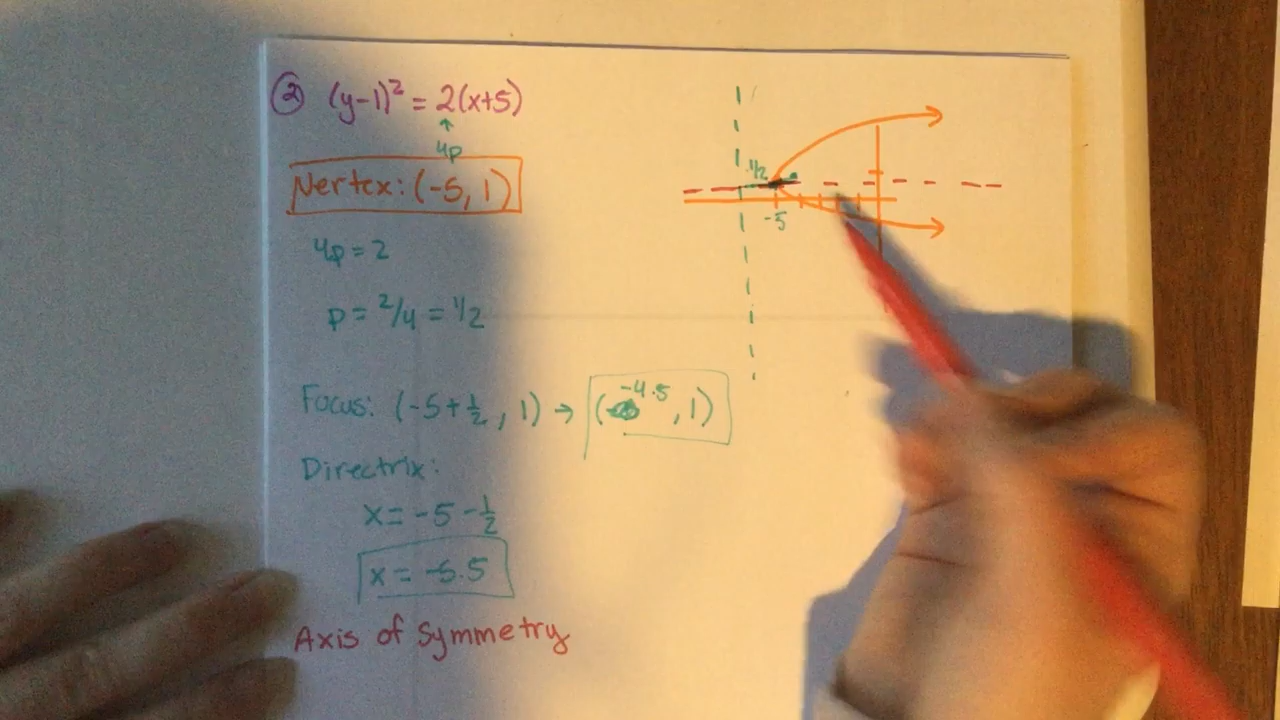 ② (y-1)² = 2(x+5)
4p
Vertex: (-5, 1)
4p = 2
p = 2/4 = 1/2
Focus: (-5 + 1/2, 1) → (-4.5, 1)
Directrix:
x = -5 - 1/2
x = -5.5
Axis of Symmetry
1/2
-5